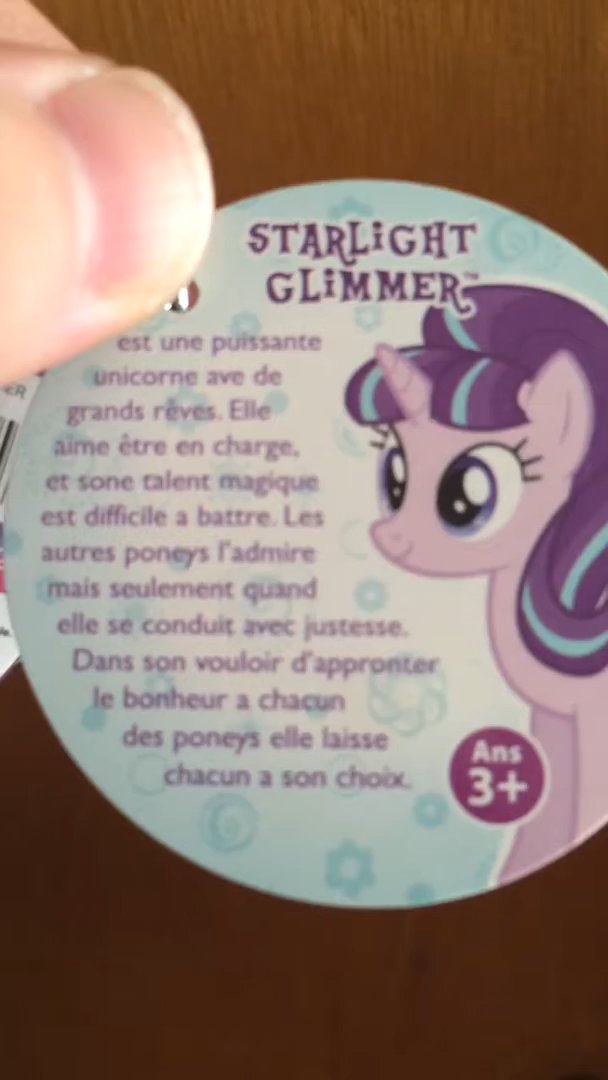 STARLIGHT
GLIMMER™
est une puissante
unicorne ave de
grands rêves. Elle
aime être en charge,
et sone talent magique
est difficile a battre. Les
autres poneys l'admire
mais seulement quand
elle se conduit avec justesse.
Dans son vouloir d'appronter
le bonheur a chacun
des poneys elle laisse
chacun a son choix.
Ans
3+